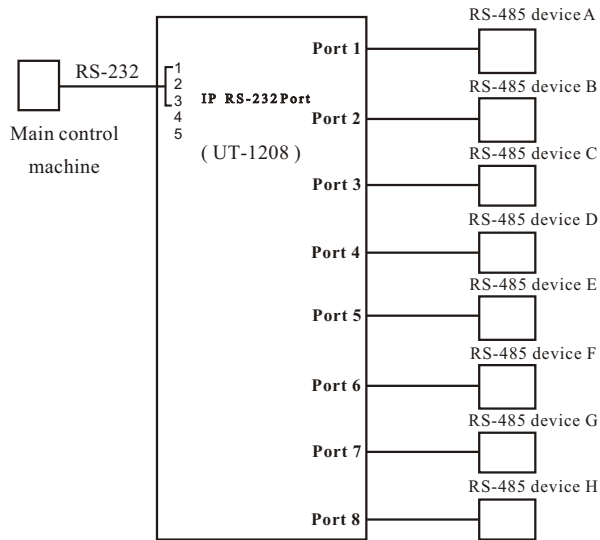 RS-232
Main control
machine
1
2
3
4
5
IP RS-232Port
( UT-1208 )
Port 1
RS-485 deviceA
Port 2
RS-485 device B
Port 3
RS-485 device C
Port 4
RS-485 device D
Port 5
RS-485 device E
Port 6
RS-485 device F
Port 7
RS-485 device G
Port 8
RS-485 device H